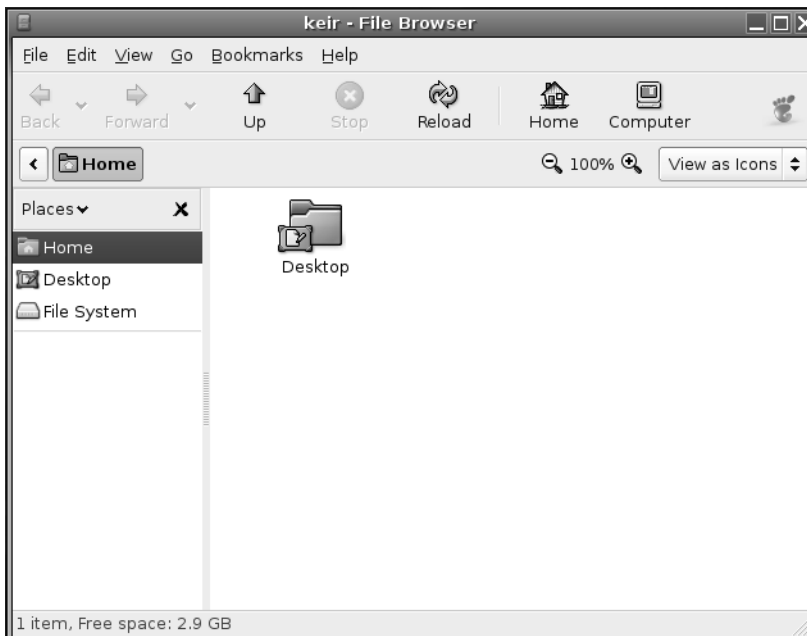 keir - File Browser
File Edit View Go Bookmarks Help
Back Forward Up Stop Reload Home Computer
Home 100% View as Icons
Places
Home
Desktop
File System
Desktop
1 item, Free space: 2.9 GB